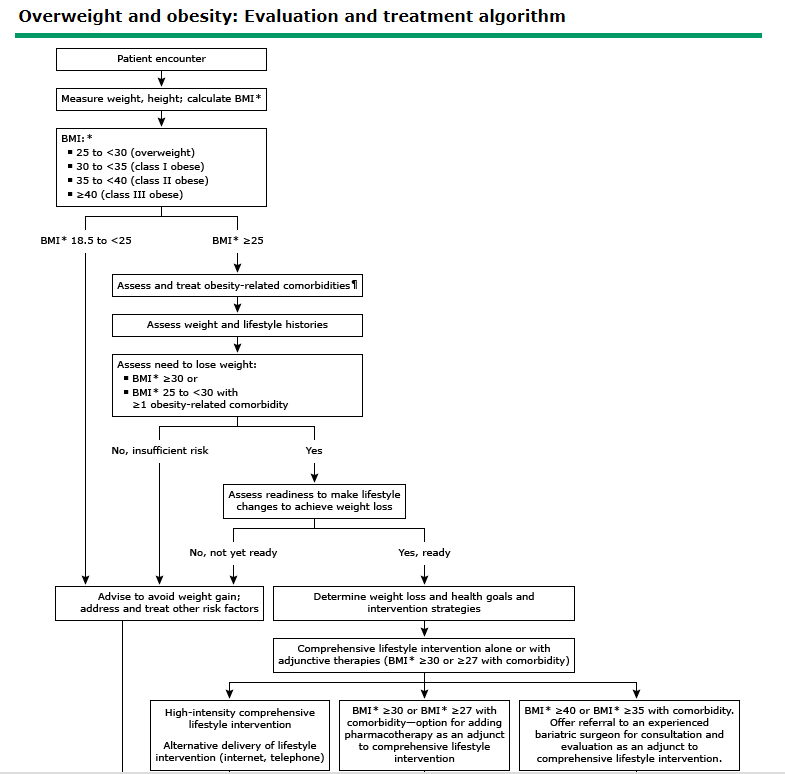 Overweight and obesity: Evaluation and treatment algorithm
Patient encounter
Measure weight, height; calculate BMI*
BMI:*
▪ 25 to <30 (overweight)
▪ 30 to <35 (class I obese)
▪ 35 to <40 (class II obese)
▪ ≥40 (class III obese)
BMI* 18.5 to <25
BMI* ≥25
Assess and treat obesity-related comorbidities¶
Assess weight and lifestyle histories
Assess need to lose weight:
▪ BMI* ≥30 or
▪ BMI* 25 to <30 with
≥1 obesity-related comorbidity
No, insufficient risk
Yes
Assess readiness to make lifestyle
changes to achieve weight loss
No, not yet ready
Yes, ready
Advise to avoid weight gain;
address and treat other risk factors
Determine weight loss and health goals and
intervention strategies
Comprehensive lifestyle intervention alone or with
adjunctive therapies (BMI* ≥30 or ≥27 with comorbidity)
High-intensity comprehensive
lifestyle intervention
Alternative delivery of lifestyle
intervention (internet, telephone)
BMI* ≥30 or BMI* ≥27 with
comorbidity—option for adding
pharmacotherapy as an adjunct
to comprehensive lifestyle
intervention
BMI* ≥40 or BMI* ≥35 with comorbidity.
Offer referral to an experienced
bariatric surgeon for consultation and
evaluation as an adjunct to
comprehensive lifestyle intervention.